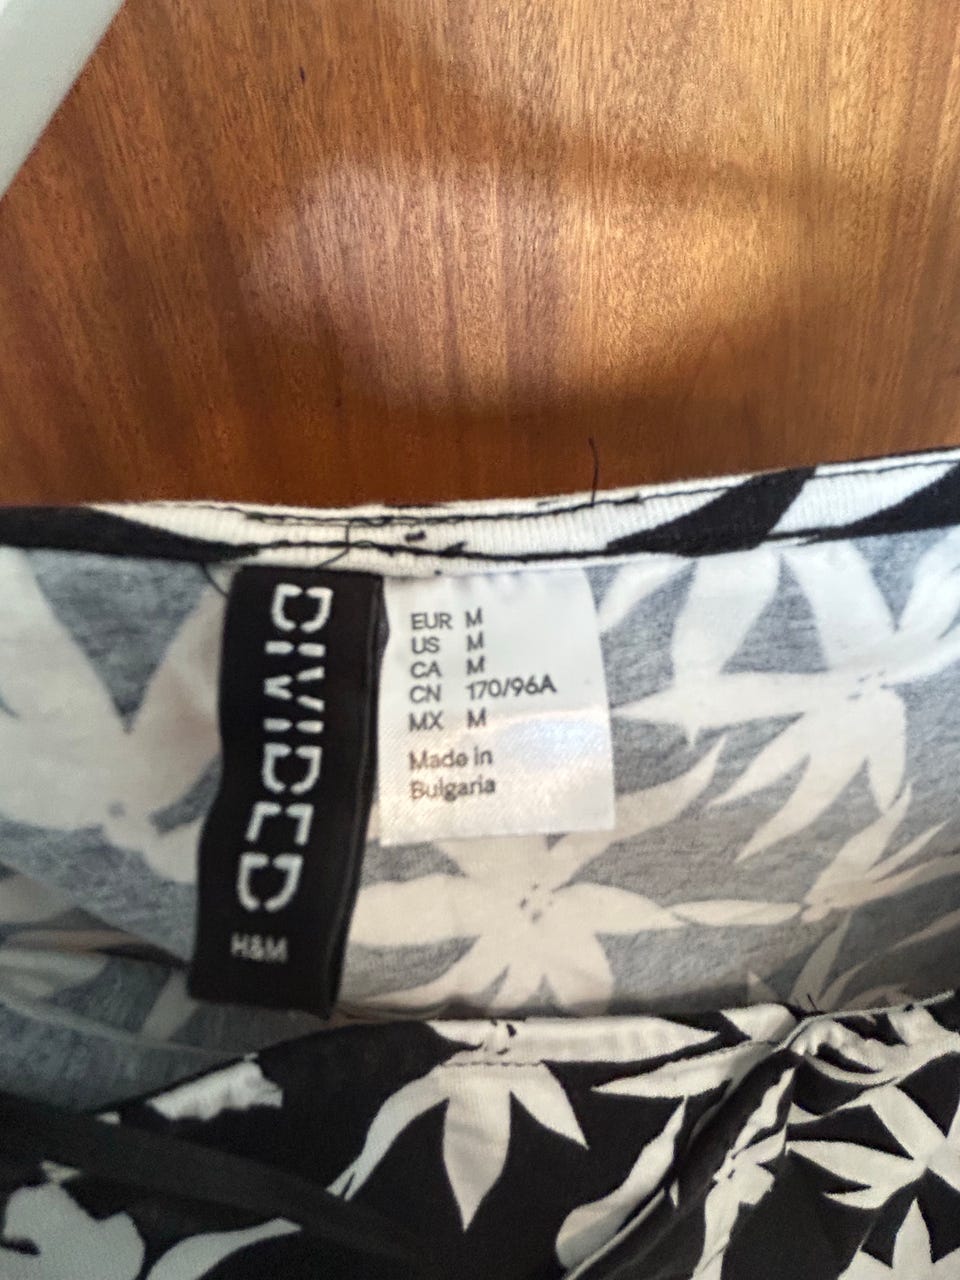 DIVIDED
H&M
EUR M
US M
CA M
CN 170/96A
MX M
Made in
Bulgaria